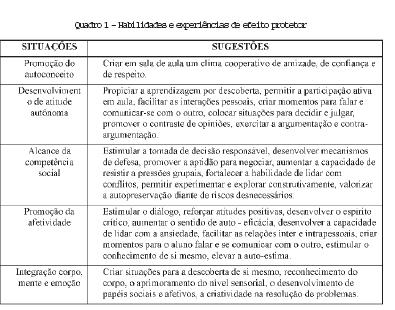 Quadro 1 - Habilidades e experiências de efeito protetor
SITUAÇÕES
SUGESTÕES
Promoção do
autoconceito
Criar em sala de aula um clima cooperativo de amizade, de confiança e
de respeito.
Desenvolviment
o de atitude
autônoma
Propiciar a aprendizagem por descoberta, permitir a participação ativa
em aula, facilitar as interações pessoais, criar momentos para falar e
comunicar-se com o outro, colocar situações para decidir e julgar,
promover o contraste de opiniões, exercitar a argumentação e contra-
argumentação.
Alcance da
competência
social
Estimular a tomada de decisão responsável, desenvolver mecanismos
de defesa, promover a aptidão para negociar, aumentar a capacidade de
resistir a pressões grupais, fortalecer a habilidade de lidar com
conflitos, permitir experimentar e explorar construtivamente, valorizar
a autopreservação diante de riscos desnecessários.
Promoção da
afetividade
Estimular o diálogo, reforçar atitudes positivas, desenvolver o espírito
crítico, aumentar o sentido de auto - eficácia, desenvolver a capacidade
de lidar com a ansiedade, facilitar as relações inter e intrapessoais, criar
momentos para o aluno falar e se comunicar com o outro, estimular o
conhecimento de si mesmo, elevar a auto-estima.
Integração corpo,
mente e emoção
Criar situações para a descoberta de si mesmo, reconhecimento do
corpo, o aprimoramento do nível sensorial, o desenvolvimento de
papéis sociais e afetivos, a criatividade na resolução de problemas.